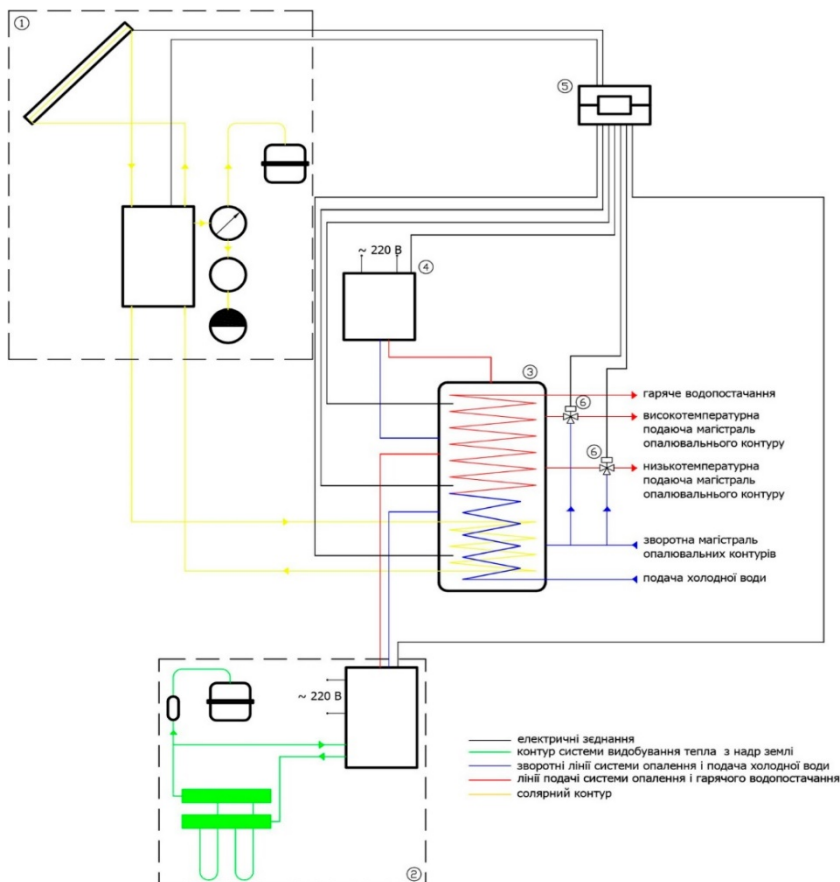 ①
⑤
~ 220 В
④
③
гаряче водопостачання
⑥
високотемпературна
подаюча магістраль
опалювального контуру
⑥
низькотемпературна
подаюча магістраль
опалювального контуру
зворотна магістраль
опалювальних контурів
подача холодної води
~ 220 В
електричні зєднання
контур системи видобування тепла з надр землі
зворотні лінії системи опалення і подача холодної води
лінії подачі системи опалення і гарячого водопостачання
солярний контур
②